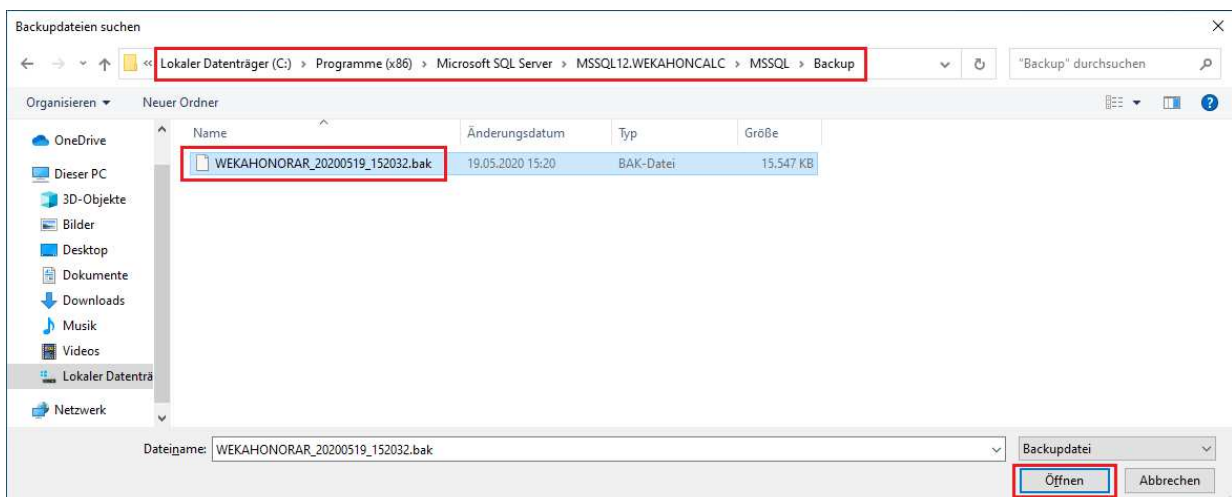 Backupdateien suchen
« Lokaler Datenträger (C:) › Programme (x86) › Microsoft SQL Server › MSSQL12.WEKAHONCALC › MSSQL › Backup
"Backup" durchsuchen
Organisieren Neuer Ordner
Name Änderungsdatum Typ Größe
OneDrive
WEKAHONORAR_20200519_152032.bak 19.05.2020 15:20 BAK-Datei 15.547 KB
Dieser PC
3D-Objekte
Bilder
Desktop
Dokumente
Downloads
Musik
Videos
Lokaler Datenträ
Netzwerk
Dateiname: WEKAHONORAR_20200519_152032.bak Backupdatei
Öffnen Abbrechen